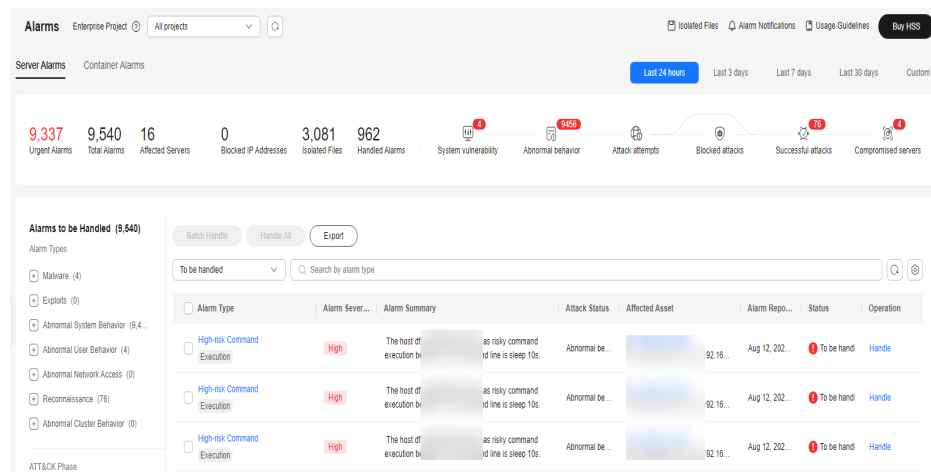 Alarms Enterprise Project ? All projects
Isolated Files Alarm Notifications Usage Guidelines Buy HSS
Server Alarms Container Alarms
Last 24 hours Last 3 days Last 7 days Last 30 days Custom
9,337 9,540 16 0 3,081 962
Urgent Alarms Total Alarms Affected Servers Blocked IP Addresses Isolated Files Handled Alarms
4 9456 76 4
System vulnerability Abnormal behavior Attack attempts Blocked attacks Successful attacks Compromised servers
Alarms to be Handled (9,540)
Alarm Types
Malware (4)
Exploits (0)
Abnormal System Behavior (9,4...
Abnormal User Behavior (4)
Abnormal Network Access (0)
Reconnaissance (76)
Abnormal Cluster Behavior (0)
ATT&CK Phase
Batch Handle Handle All Export
To be handled Search by alarm type
Alarm Type Alarm Sever... Alarm Summary Attack Status Affected Asset Alarm Repo... Status Operation
High-risk Command
Execution
High
The host df as risky command
execution be nd line is sleep 10s.
Abnormal be... 92.16... Aug 12, 202... To be handl Handle
High-risk Command
Execution
High
The host df as risky command
execution be nd line is sleep 10s.
Abnormal be... 92.16... Aug 12, 202... To be handl Handle
High-risk Command
Execution
High
The host df as risky command
execution be nd line is sleep 10s.
Abnormal be... 92.16... Aug 12, 202... To be handl Handle